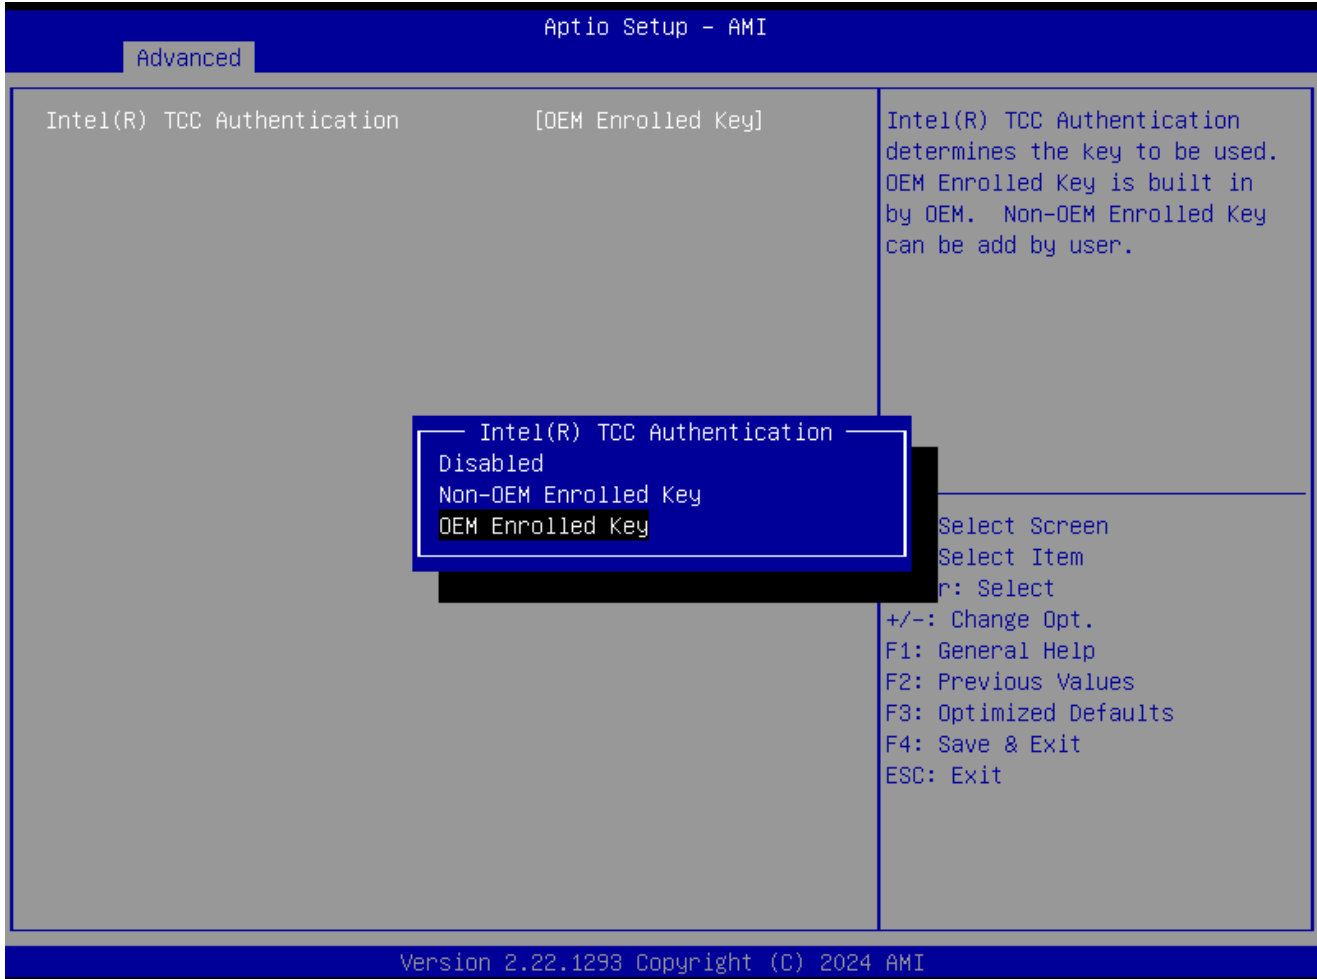 Aptio Setup – AMI
Advanced
Intel(R) TCC Authentication [OEM Enrolled Key]
Intel(R) TCC Authentication
determines the key to be used.
OEM Enrolled Key is built in
by OEM.  Non-OEM Enrolled Key
can be add by user.
Intel(R) TCC Authentication
Disabled
Non-OEM Enrolled Key
OEM Enrolled Key
Select Screen
Select Item
r: Select
+/-: Change Opt.
F1: General Help
F2: Previous Values
F3: Optimized Defaults
F4: Save & Exit
ESC: Exit
Version 2.22.1293 Copyright (C) 2024 AMI